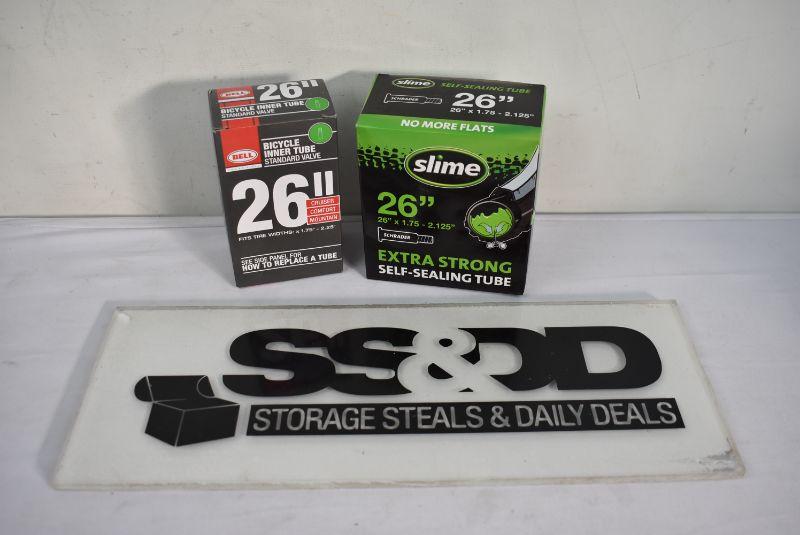 BELL
26"
BICYCLE INNER TUBE
STANDARD VALVE
BELL
BICYCLE
INNER TUBE
STANDARD VALVE
26"
CRUISER
COMFORT
MOUNTAIN
FITS TIRE WIDTHS: x 1.75" - 2.25"
SEE SIDE PANEL FOR
HOW TO REPLACE A TUBE
slime
SELF-SEALING TUBE
SCHRADER
26"
26" x 1.75 - 2.125"
NO MORE FLATS
slime
26"
26" x 1.75 - 2.125"
SCHRADER
EXTRA STRONG
SELF-SEALING TUBE
SS&DD
STORAGE STEALS & DAILY DEALS